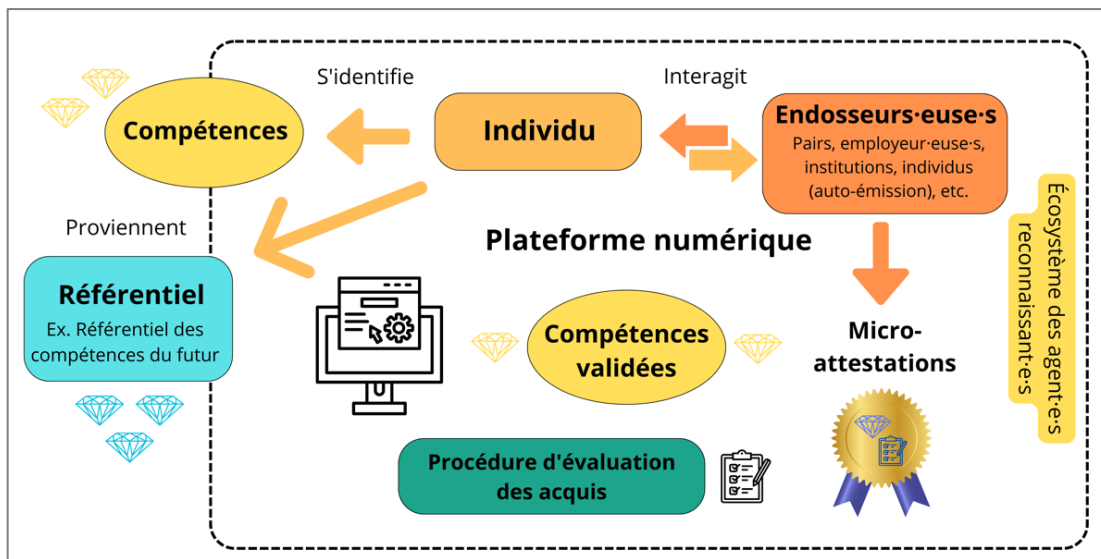 S'identifie
Interagit
Compétences
Individu
Endosseurs·euse·s
Pairs, employeur·euse·s,
institutions, individus
(auto-émission), etc.
Proviennent
Plateforme numérique
Écosystème des agent·e·s
reconnaissant·e·s
Référentiel
Ex. Référentiel des
compétences du futur
Compétences
validées
Micro-
attestations
Procédure d'évaluation
des acquis